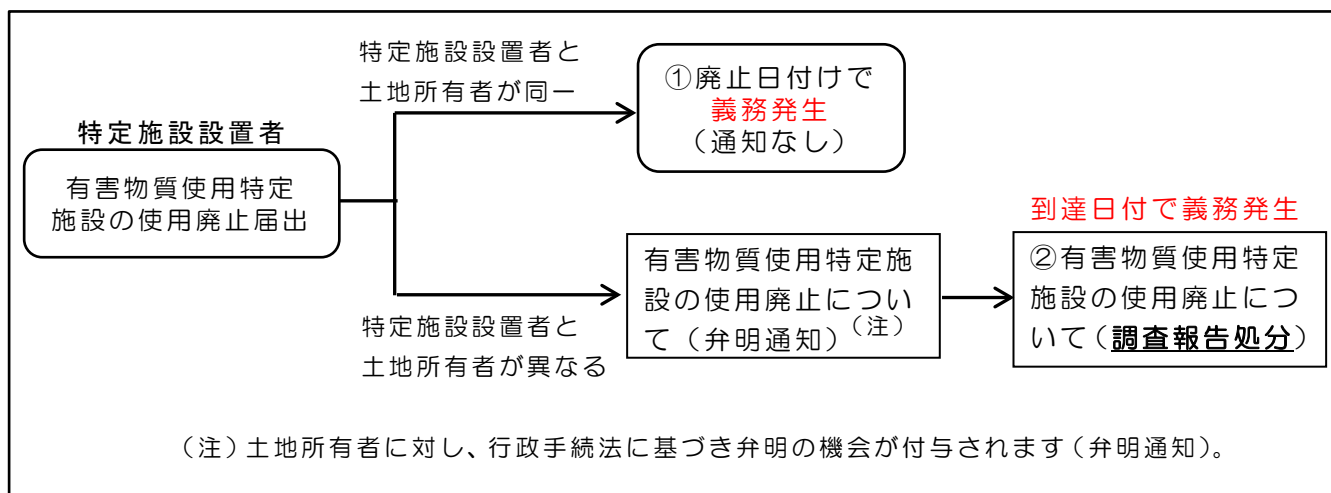 特定施設設置者
有害物質使用特定
施設の使用廃止届出
特定施設設置者と
土地所有者が同一
①廃止日付けで
義務発生
（通知なし）
特定施設設置者と
土地所有者が異なる
有害物質使用特定施
設の使用廃止につい
て（弁明通知）（注）
到達日付で義務発生
②有害物質使用特定
施設の使用廃止につ
いて（調査報告処分）
（注）土地所有者に対し、行政手続法に基づき弁明の機会が付与されます（弁明通知）。